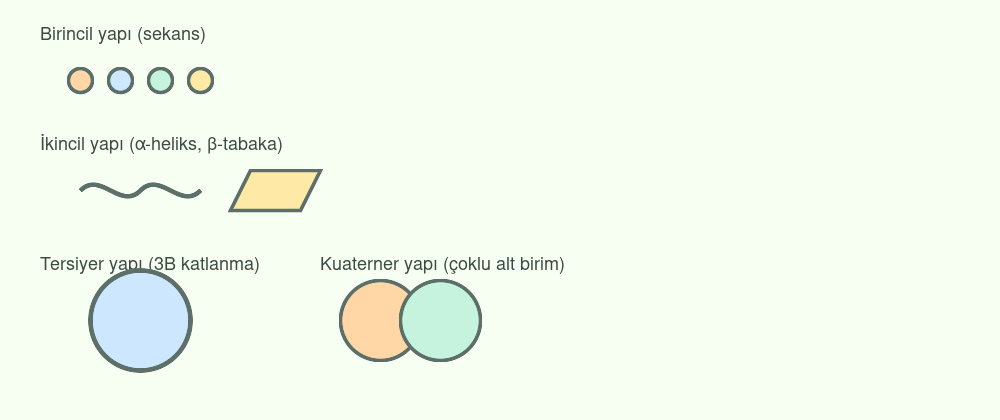 Birincil yapı (sekans)
İkincil yapı (α-heliks, β-tabaka)
Tersiyer yapı (3B katlanma)
Kuaterner yapı (çoklu alt birim)